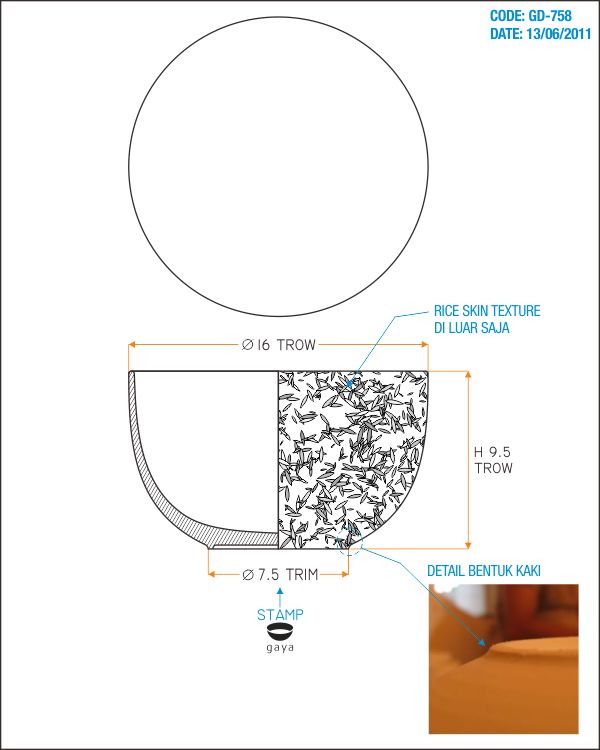 CODE: GD-758
DATE: 13/06/2011
RICE SKIN TEXTURE
DI LUAR SAJA
Ø 16 TROW
H 9.5
TROW
Ø 7.5 TRIM
DETAIL BENTUK KAKI
STAMP
gaya